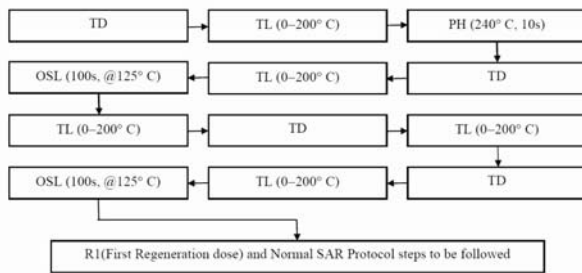 TD
TL (0–200° C)
PH (240° C, 10s)
TD
TL (0–200° C)
OSL (100s, @125° C)
TL (0–200° C)
TD
TL (0–200° C)
TD
TL (0–200° C)
OSL (100s, @125° C)
R1(First Regeneration dose) and Normal SAR Protocol steps to be followed